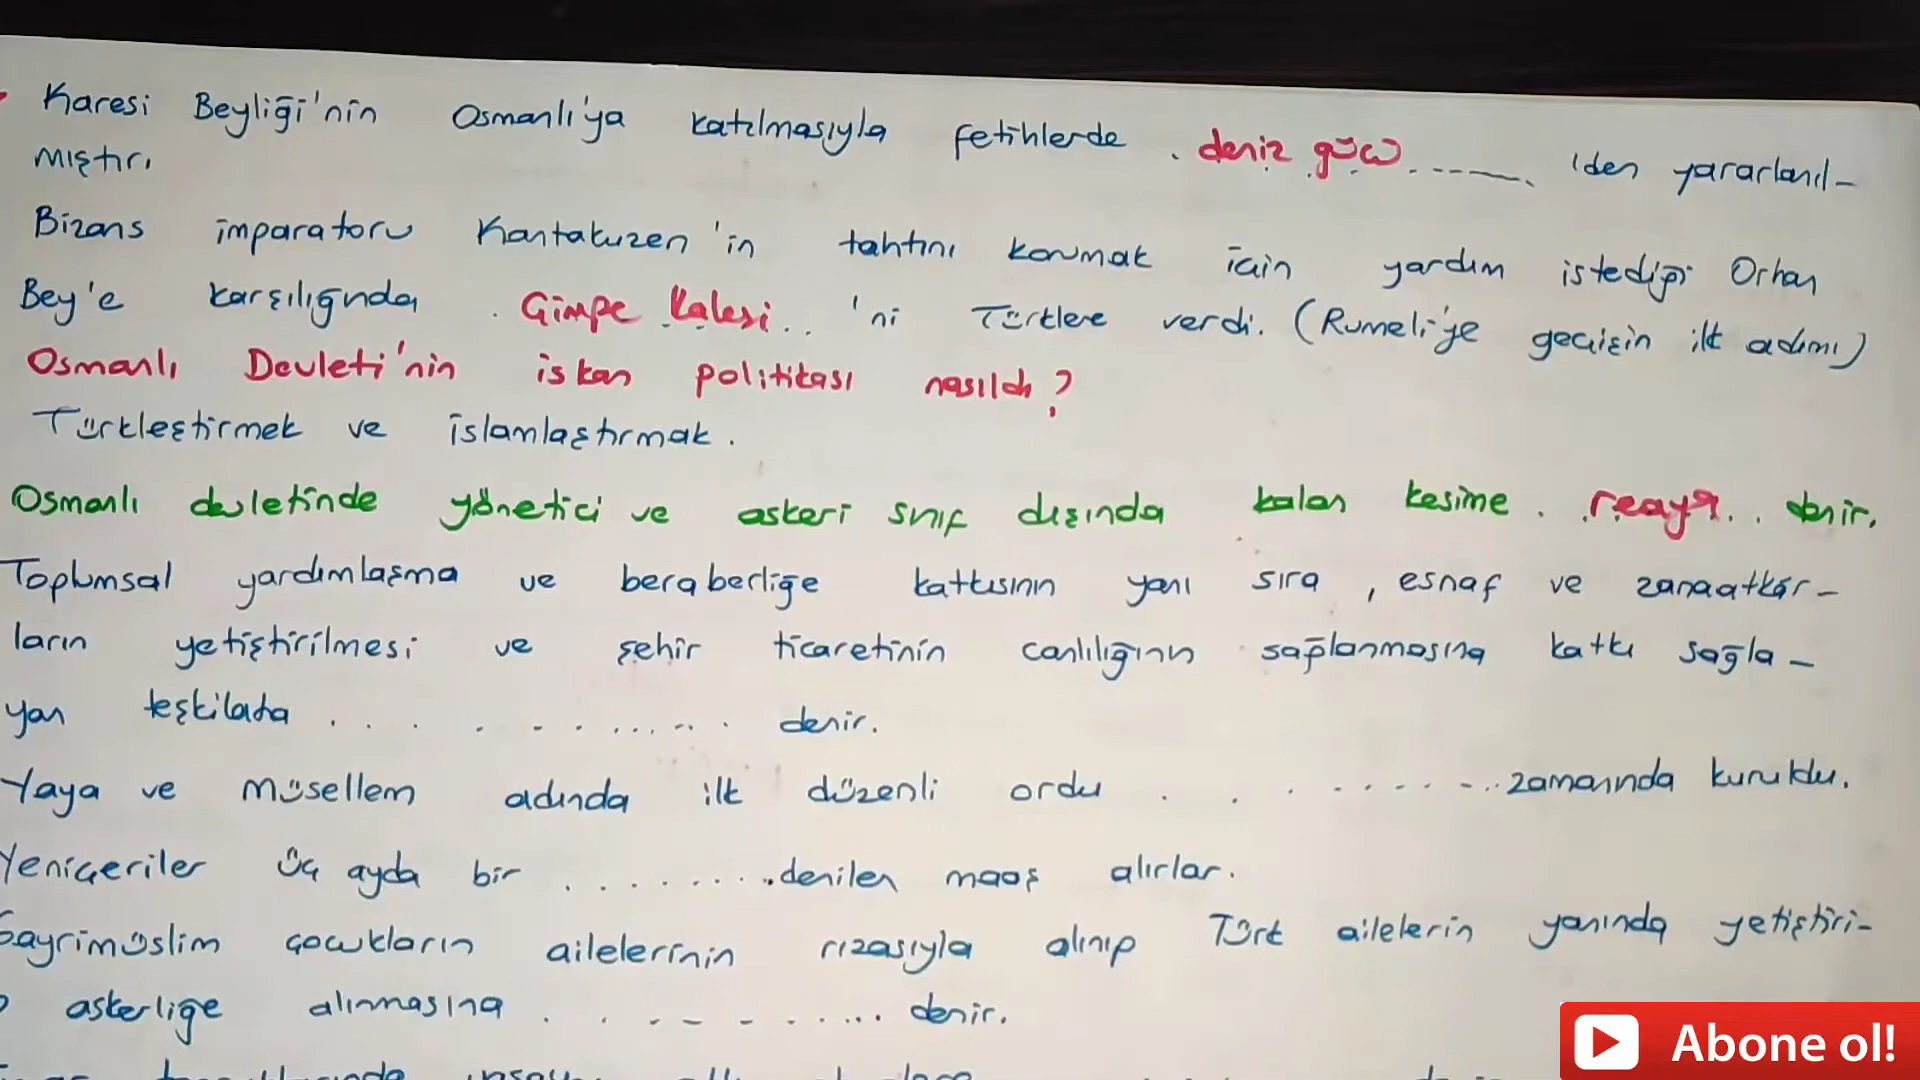 Karesi Beyliği'nin Osmanlı'ya katılmasıyla fetihlerde . deniz gücü ........ 'den yararlanıl-
mıştır.
Bizans imparatoru Kantakuzen'in tahtını korumak için yardım istediği Orhan
Bey'e karşılığında . Gimpe Kalesi .. 'ni Türklere verdi. (Rumeli'ye geçişin ilk adımı)
Osmanlı Devleti'nin iskan politikası nasıldı?
Türkleştirmek ve islamlaştırmak.
Osmanlı devletinde yönetici ve askeri sınıf dışında kalan kesime . reaya .. denir.
Toplumsal yardımlaşma ve beraberliğe katkısının yanı sıra, esnaf ve zanaatkâr-
ların yetiştirilmesi ve şehir ticaretinin canlılığının sağlanmasına katkı sağla-
yan teşkilata ............ denir.
Yaya ve Müsellem adında ilk düzenli ordu ............ zamanında kuruldu.
Yeniçeriler üç ayda bir ......... denilen maaş alırlar.
Gayrimüslim çocukların ailelerinin rızasıyla alınıp Türk ailelerin yanında yetiştiri-
p askerliğe alınmasına ........... denir.
Abone ol!